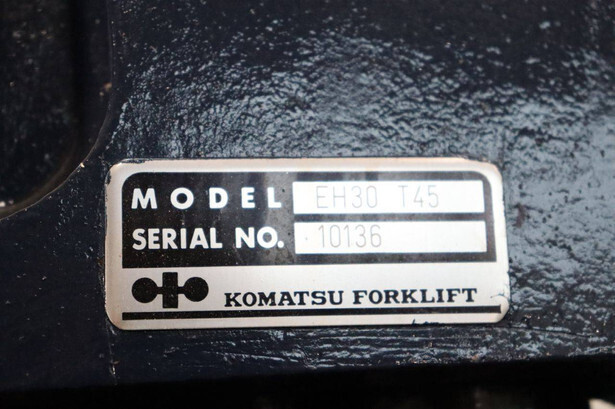 MODEL EH30 T45
SERIAL NO. 10136
KOMATSU FORKLIFT